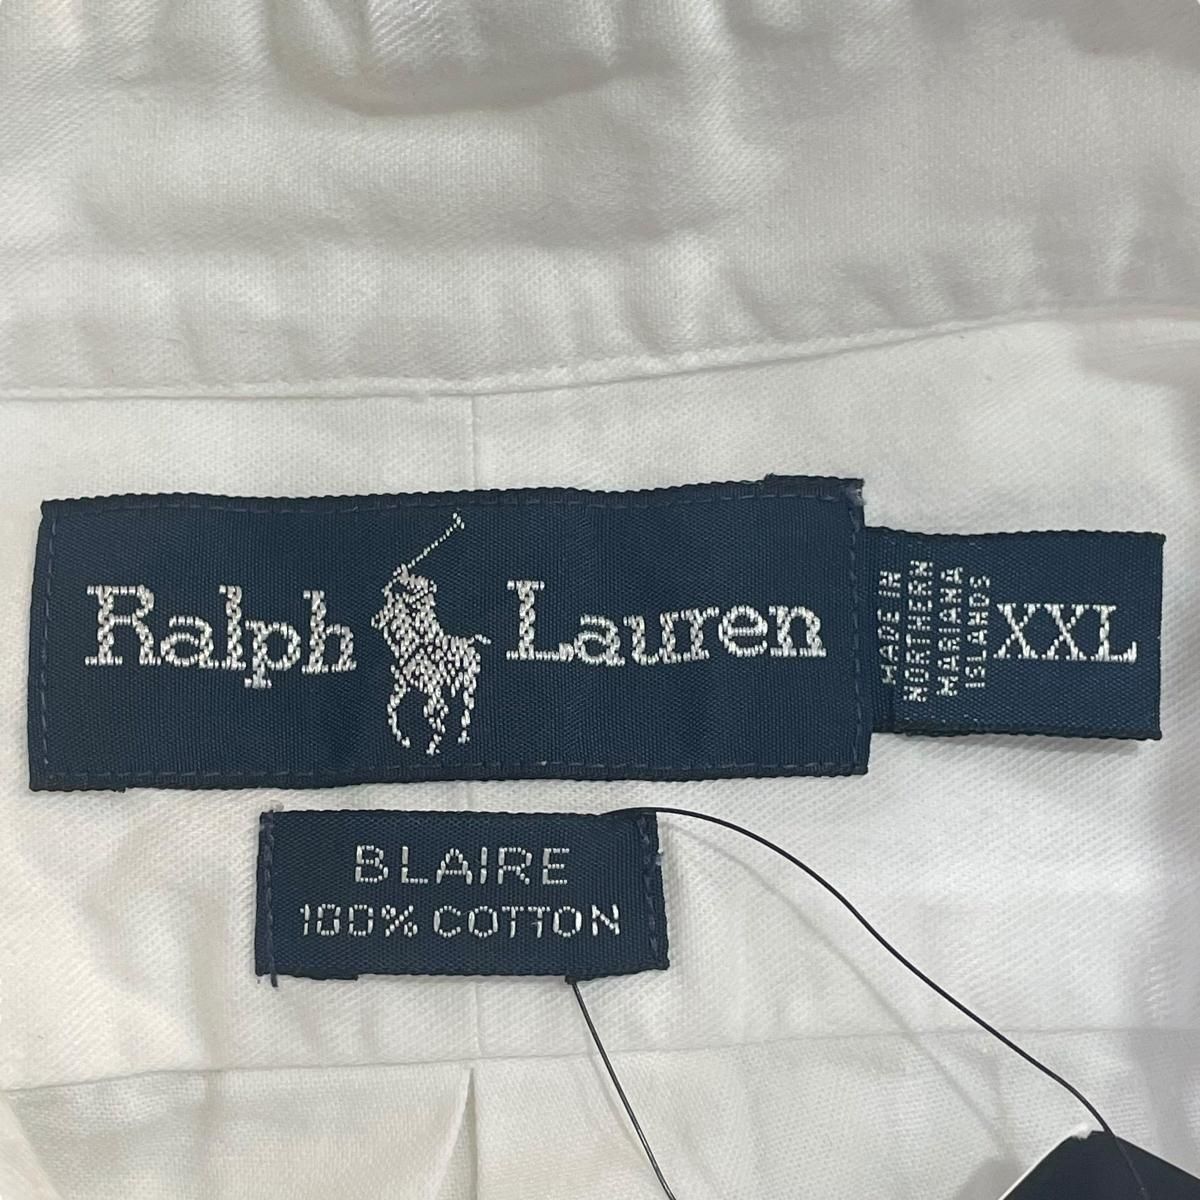 Ralph Lauren
MADE IN
NORTHERN
MARIANA
ISLANDS
XXL
BLAIRE
100% COTTON